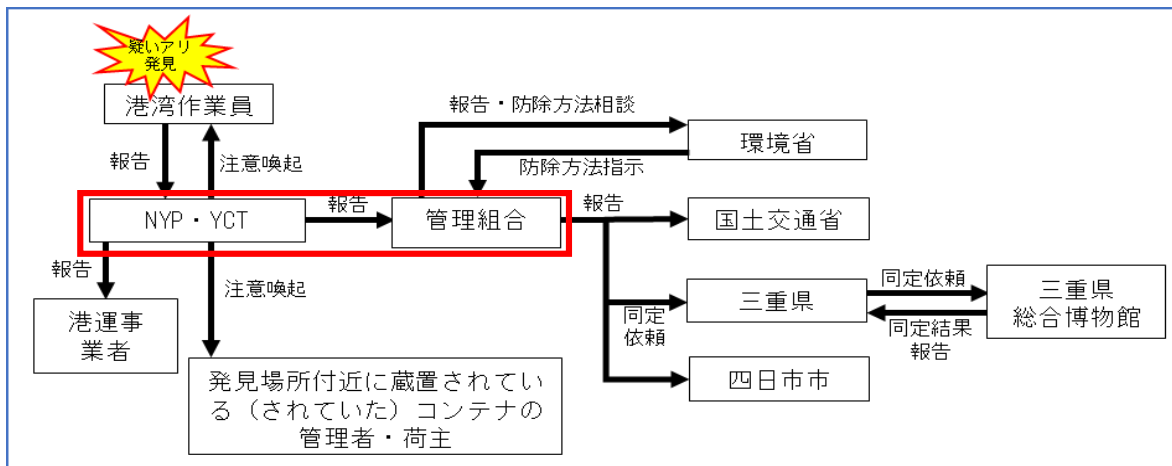 疑いアリ
発見
港湾作業員
報告・防除方法相談
環境省
報告
注意喚起
防除方法指示
NYP・YCT
報告
管理組合
報告
国土交通省
報告
注意喚起
港運事
業者
同定
依頼
三重県
同定依頼
同定結果
報告
三重県
総合博物館
発見場所付近に蔵置されてい
る（されていた）コンテナの
管理者・荷主
四日市市